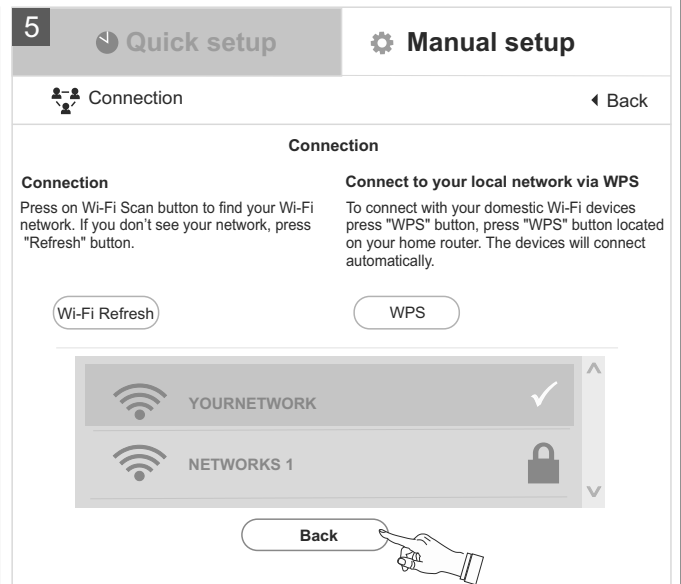 5
Quick setup
Manual setup
Connection
Back
Connection
Connection
Press on Wi-Fi Scan button to find your Wi-Fi
network. If you don't see your network, press
"Refresh" button.
Connect to your local network via WPS
To connect with your domestic Wi-Fi devices
press "WPS" button, press "WPS" button located
on your home router. The devices will connect
automatically.
Wi-Fi Refresh
WPS
YOURNETWORK
NETWORKS 1
Back